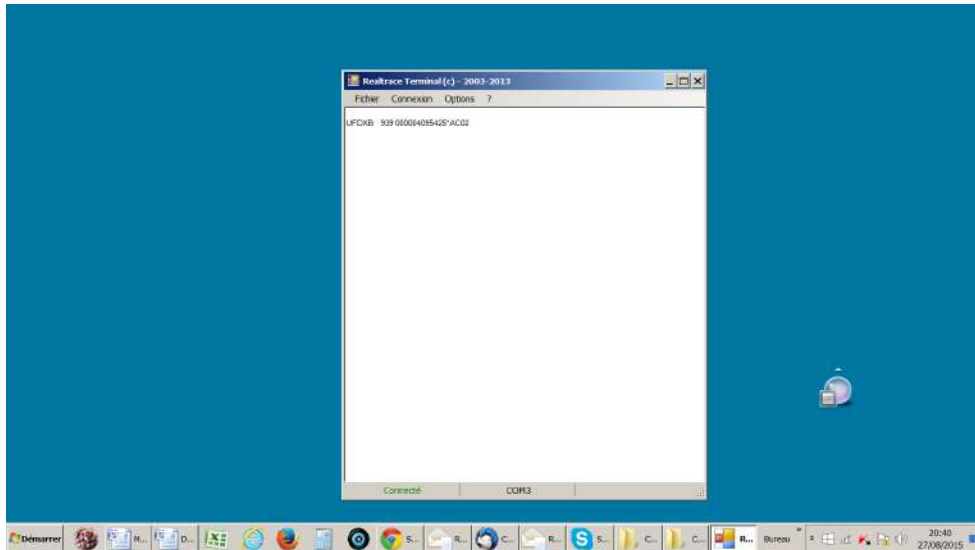 Realtrace Terminal (c) - 2003-2013
Fichier Connexion Options ?
UFCXB 939 000004095425*AC02
Connecté COM3
Démarrer N... D... S... R... C... R... S... C... C... R... Bureau 20:40
27/08/2015